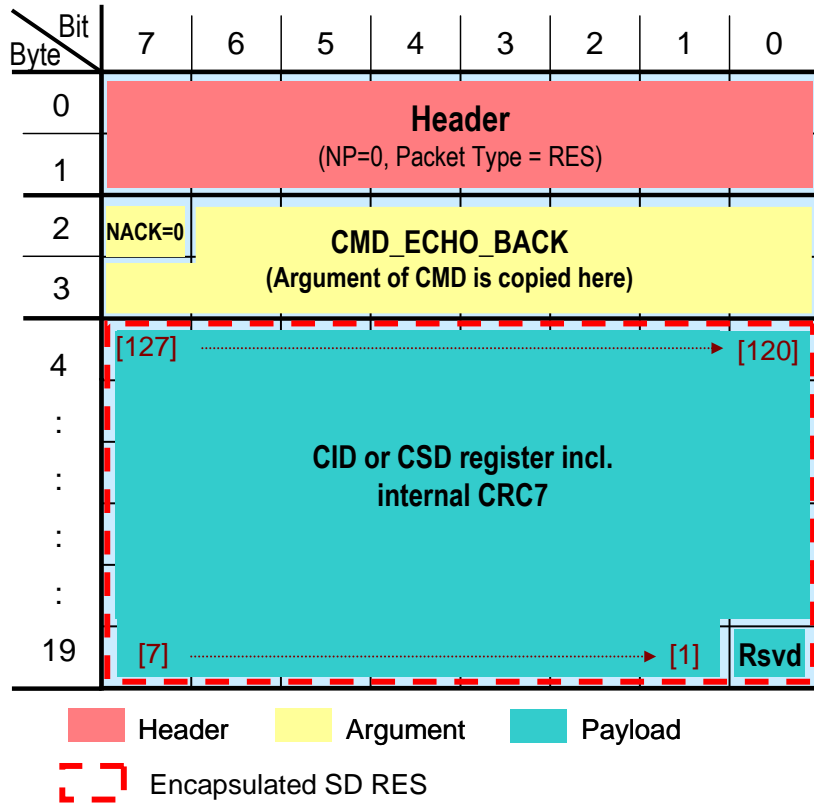 Bit
Byte
7 6 5 4 3 2 1 0
0
Header
(NP=0, Packet Type = RES)
1
2 NACK=0
CMD_ECHO_BACK
(Argument of CMD is copied here)
3
[127] [120]
4
:
CID or CSD register incl.
:
internal CRC7
:
:
19 [7] [1] Rsvd
Header Argument Payload
Encapsulated SD RES